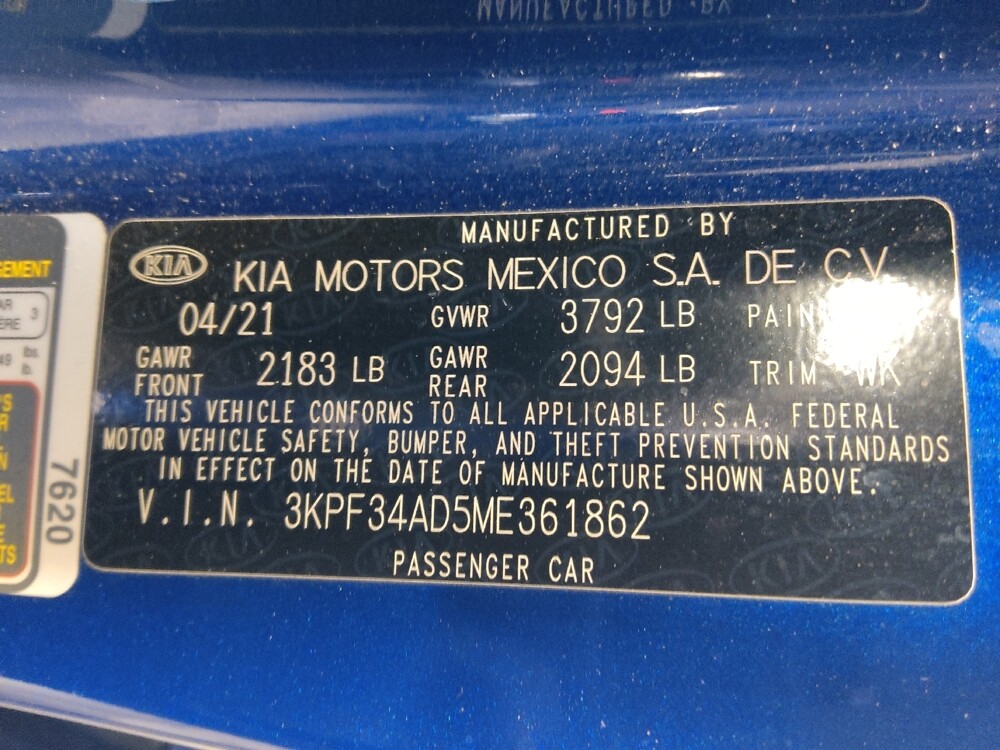 MANUFACTURED BY
KIA KIA MOTORS MEXICO S.A. DE C.V.
04/21 GVWR 3792 LB
GAWR FRONT 2183 LB GAWR REAR 2094 LB TRIM WK
THIS VEHICLE CONFORMS TO ALL APPLICABLE U.S.A. FEDERAL
MOTOR VEHICLE SAFETY, BUMPER, AND THEFT PREVENTION STANDARDS
IN EFFECT ON THE DATE OF MANUFACTURE SHOWN ABOVE.
V.I.N. 3KPF34AD5ME361862
PASSENGER CAR
7620